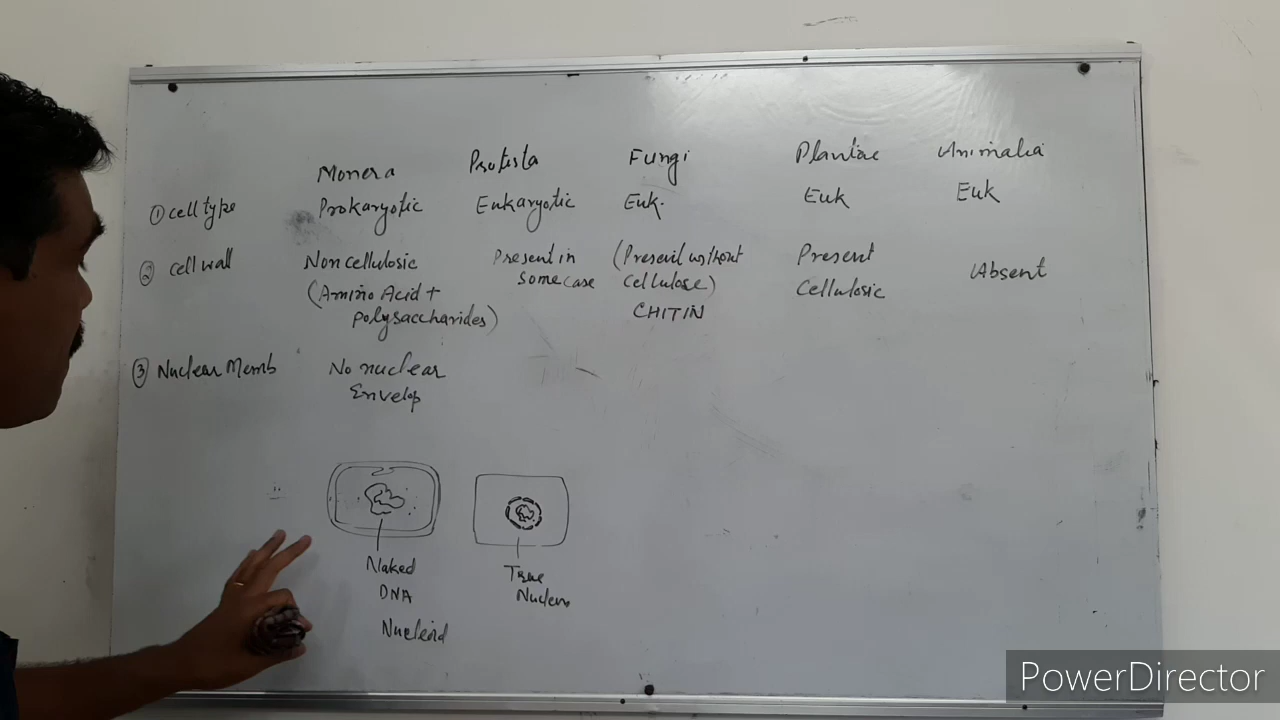 Monera Protista Fungi Plantae Animalia
① Cell type Prokaryotic Eukaryotic Euk. Euk Euk
② Cell wall Noncellulosic Present in (Present without Present Absent
(Amino Acid + some case Cellulose) Cellulosic
polysaccharides) CHITIN
③ Nuclear Memb No nuclear
Envelop
Naked True
DNA Nucleus
Nucleoid
PowerDirector